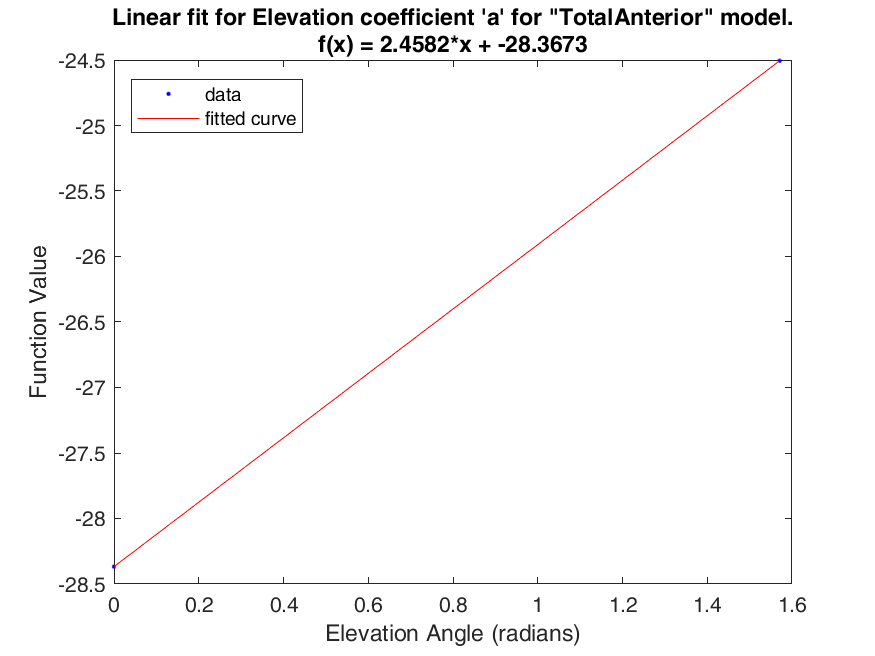 Linear fit for Elevation coefficient 'a' for "TotalAnterior" model.
f(x) = 2.4582*x + -28.3673
-24.5
-25
-25.5
-26
-26.5
-27
-27.5
-28
-28.5
data
fitted curve
Function Value
0 0.2 0.4 0.6 0.8 1 1.2 1.4 1.6
Elevation Angle (radians)